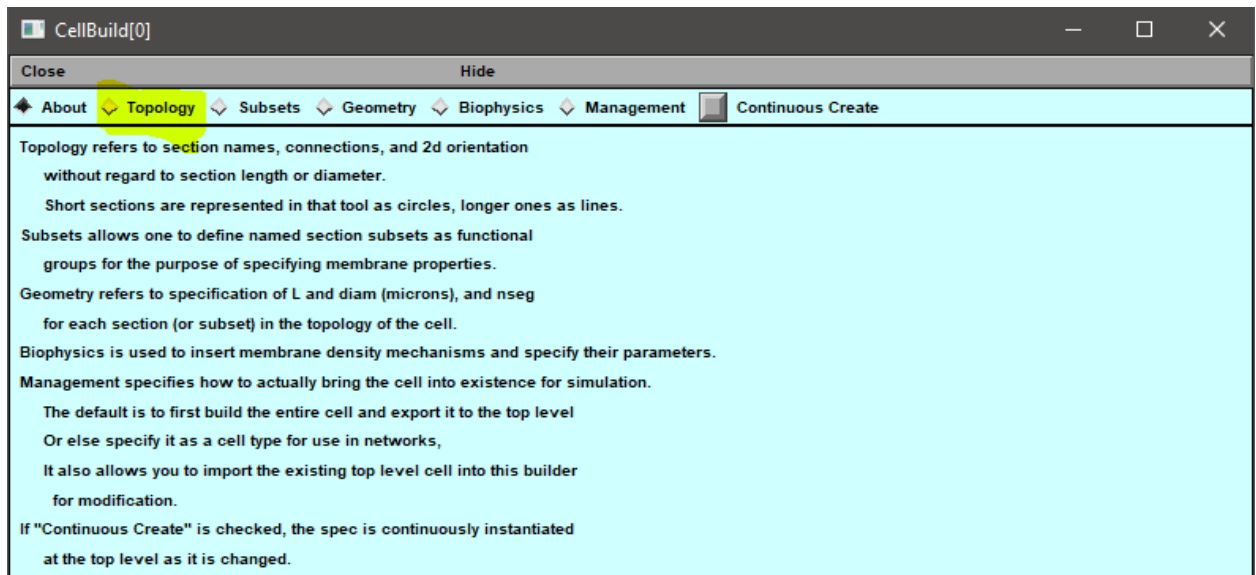 CellBuild[0]
Close Hide
About Topology Subsets Geometry Biophysics Management Continuous Create
Topology refers to section names, connections, and 2d orientation
without regard to section length or diameter.
Short sections are represented in that tool as circles, longer ones as lines.
Subsets allows one to define named section subsets as functional
groups for the purpose of specifying membrane properties.
Geometry refers to specification of L and diam (microns), and nseg
for each section (or subset) in the topology of the cell.
Biophysics is used to insert membrane density mechanisms and specify their parameters.
Management specifies how to actually bring the cell into existence for simulation.
The default is to first build the entire cell and export it to the top level
Or else specify it as a cell type for use in networks,
It also allows you to import the existing top level cell into this builder
for modification.
If "Continuous Create" is checked, the spec is continuously instantiated
at the top level as it is changed.